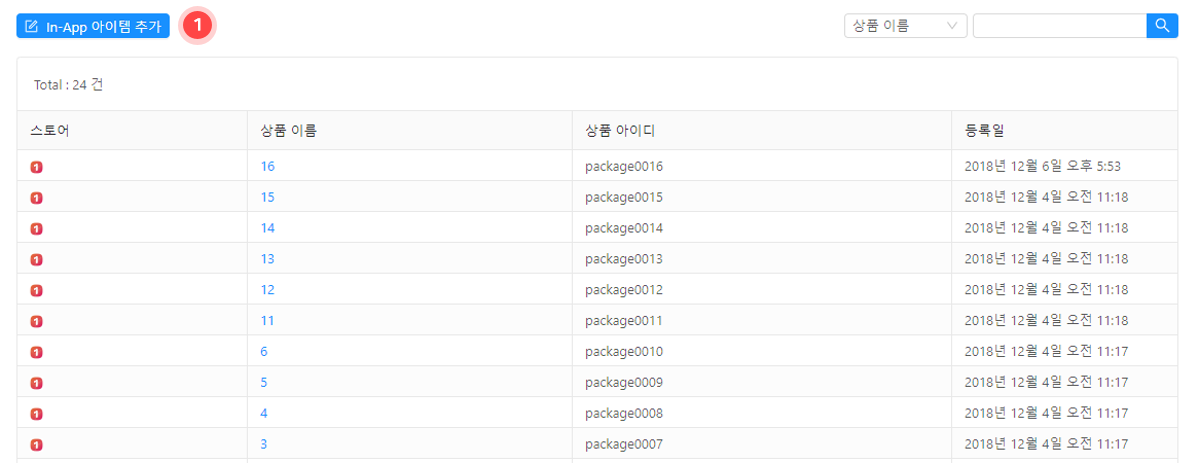 In-App 아이템 추가 1 상품 이름
Total : 24 건
스토어 상품 이름 상품 아이디 등록일
1 16 package0016 2018년 12월 6일 오후 5:53
1 15 package0015 2018년 12월 4일 오전 11:18
1 14 package0014 2018년 12월 4일 오전 11:18
1 13 package0013 2018년 12월 4일 오전 11:18
1 12 package0012 2018년 12월 4일 오전 11:18
1 11 package0011 2018년 12월 4일 오전 11:18
1 6 package0010 2018년 12월 4일 오전 11:17
1 5 package0009 2018년 12월 4일 오전 11:17
1 4 package0008 2018년 12월 4일 오전 11:17
1 3 package0007 2018년 12월 4일 오전 11:17